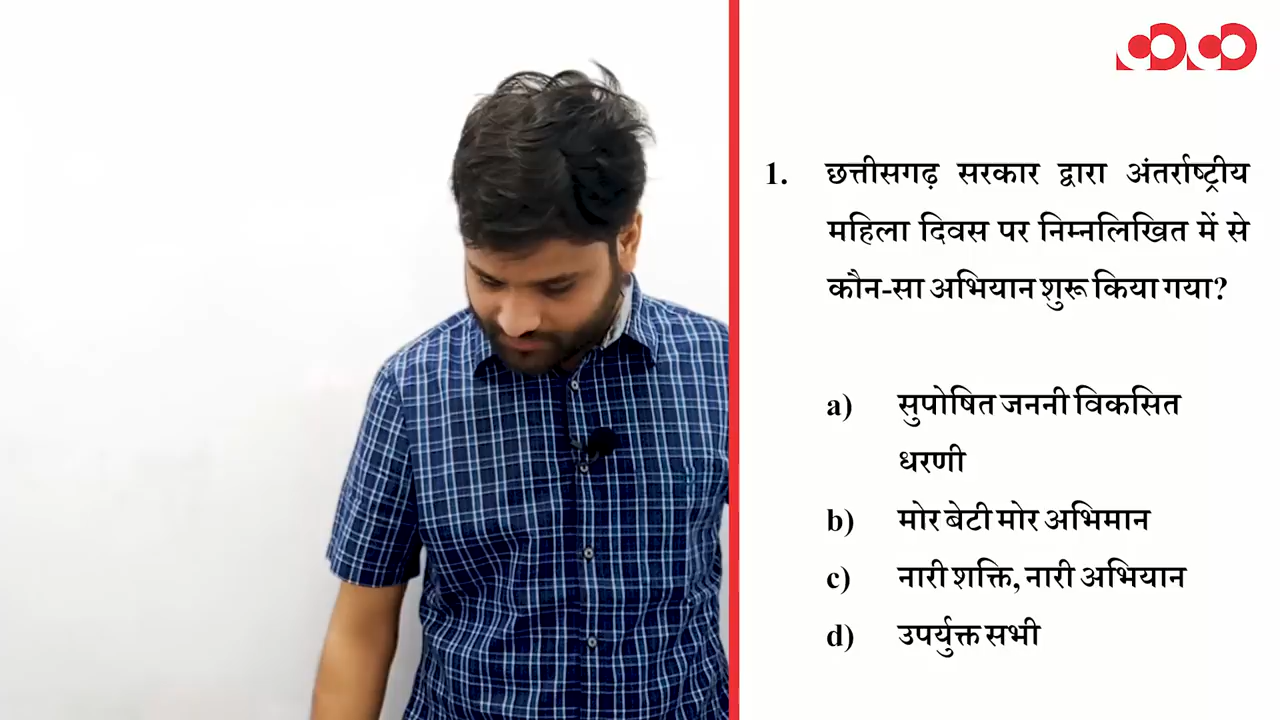 1. छत्तीसगढ़ सरकार द्वारा अंतर्राष्ट्रीय
महिला दिवस पर निम्नलिखित में से
कौन-सा अभियान शुरू किया गया?
a) सुपोषित जननी विकसित
धरणी
b) मोर बेटी मोर अभिमान
c) नारी शक्ति, नारी अभियान
d) उपर्युक्त सभी